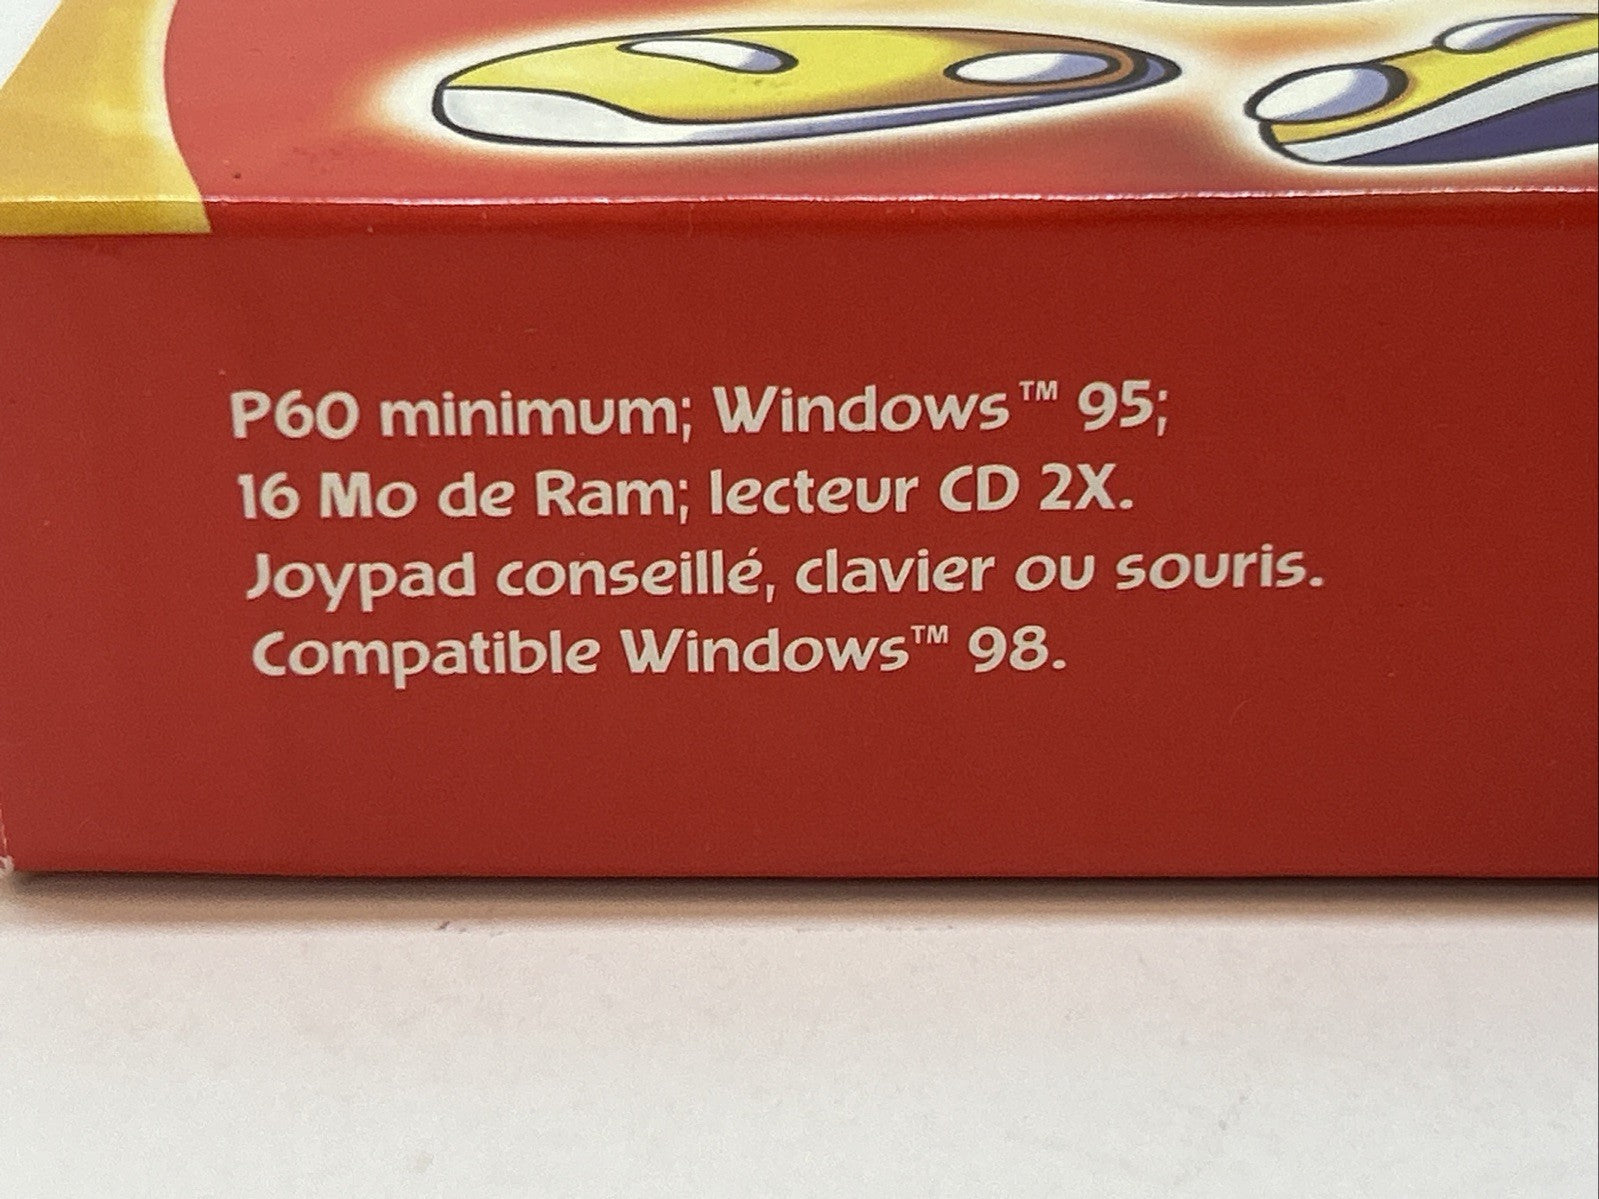 P60 minimum; Windows™ 95;
16 Mo de Ram; lecteur CD 2X.
Joypad conseillé, clavier ou souris.
Compatible Windows™ 98.